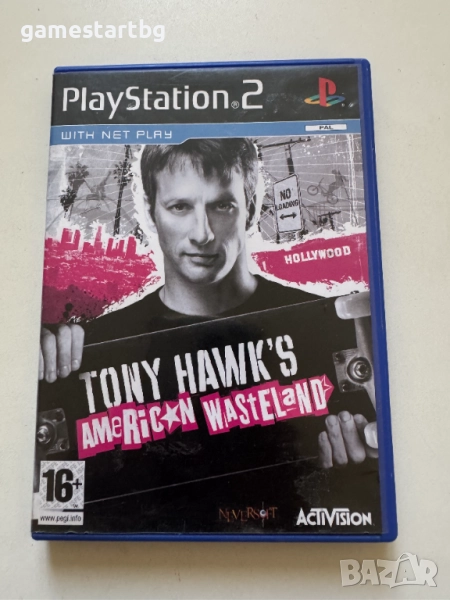 gamestartbg
PlayStation®2
WITH NET PLAY
PAL
NO
LOADING
HOLLYWOOD
TONY HAWK'S
AMERICAN WASTELAND
16+
www.pegi.info
NEVERSOFT
ACTIVISION
BAZAR